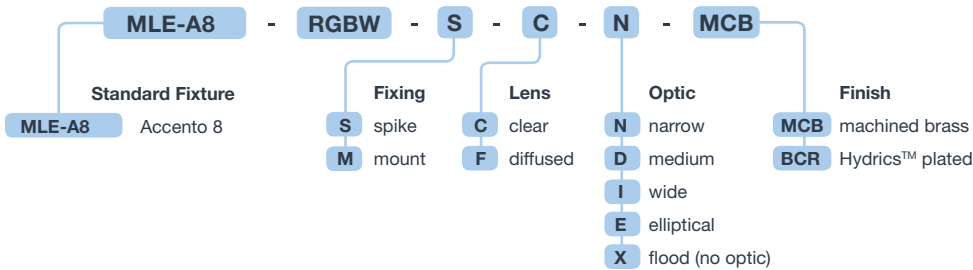 MLE-A8 - RGBW - S - C - N - MCB
Standard Fixture Fixing Lens Optic Finish
MLE-A8 Accento 8 S spike C clear N narrow MCB machined brass
M mount F diffused D medium BCR Hydrics™ plated
I wide
E elliptical
X flood (no optic)